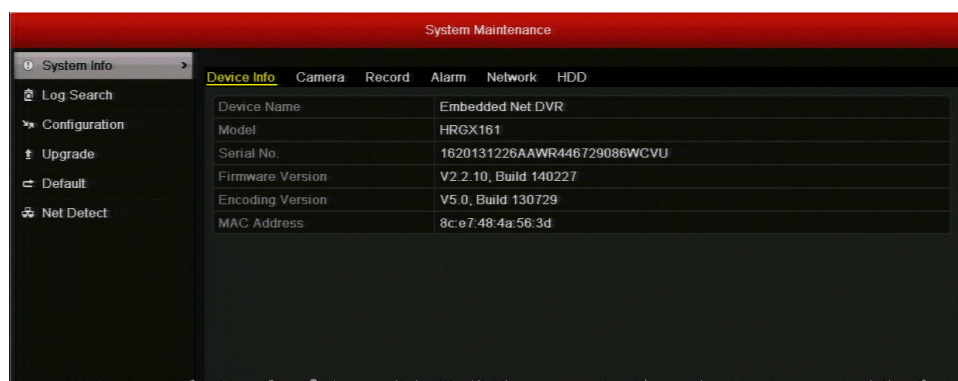 System Maintenance
System Info
Log Search
Configuration
Upgrade
Default
Net Detect
Device Info Camera Record Alarm Network HDD
Device Name Embedded Net DVR
Model HRGX161
Serial No. 1620131226AAWR446729086WCVU
Firmware Version V2.2.10, Build 140227
Encoding Version V5.0, Build 130729
MAC Address 8c:e7:48:4a:56:3d